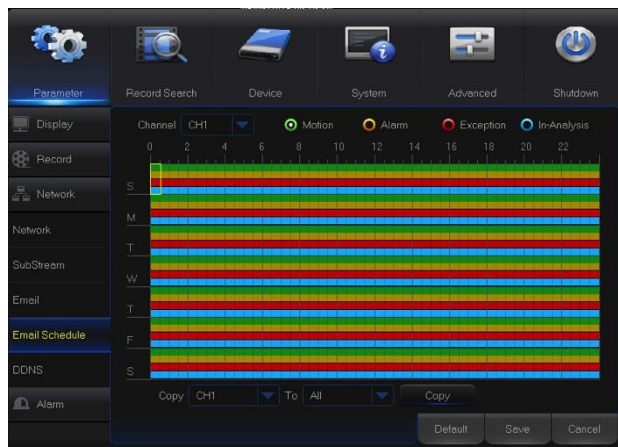 Parameter Record Search Device System Advanced Shutdown
Display
Record
Network
Network
SubStream
Email
Email Schedule
DDNS
Alarm
Channel CH1 Motion Alarm Exception In-Analysis
0 2 4 6 8 10 12 14 16 18 20 22
S
M
T
W
T
F
S
Copy CH1 To All Copy
Default Save Cancel